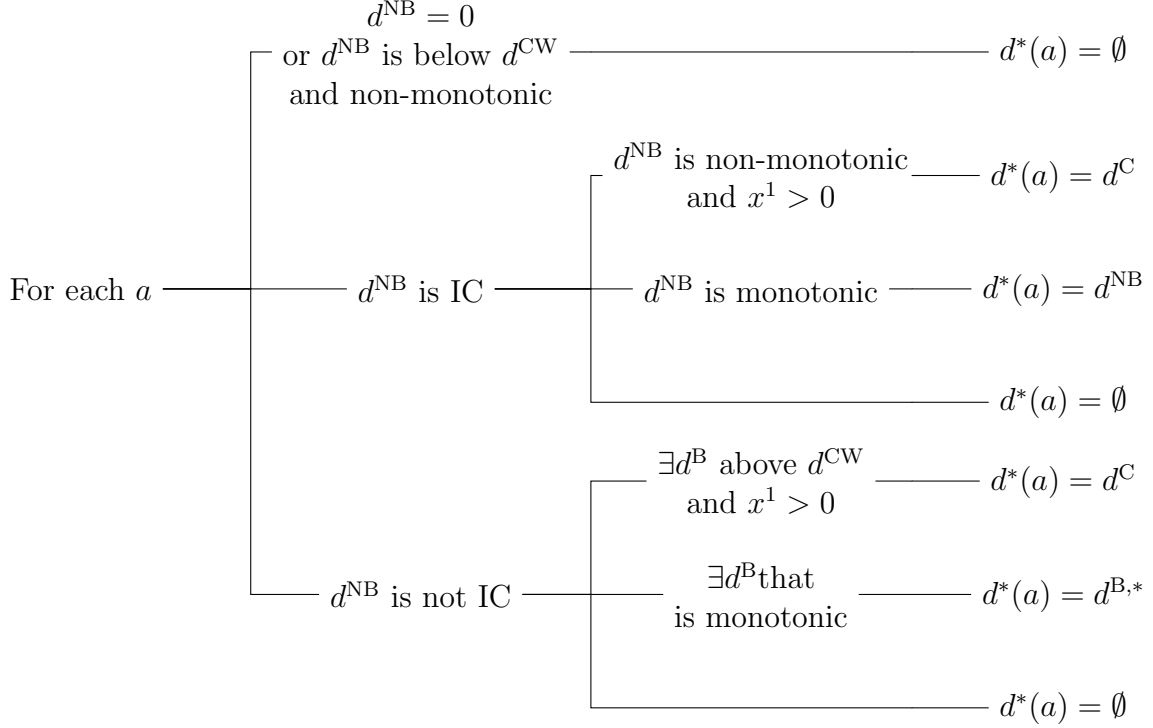 d^NB = 0
or d^NB is below d^CW
and non-monotonic
d*(a) = ∅
d^NB is non-monotonic
and x^1 > 0
d*(a) = d^C
For each a
d^NB is IC
d^NB is monotonic
d*(a) = d^NB
d*(a) = ∅
∃d^B above d^CW
and x^1 > 0
d*(a) = d^C
d^NB is not IC
∃d^Bthat
is monotonic
d*(a) = d^B,*
d*(a) = ∅